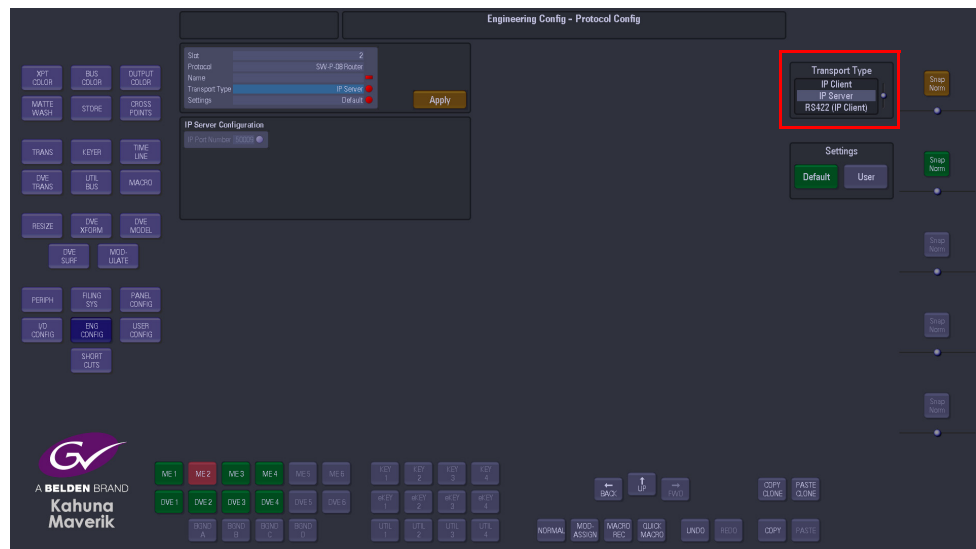 Engineering Config - Protocol Config
Slot 2
Protocol SW-P-08 Router
Name
Transport Type IP Server
Settings Default
Apply
IP Server Configuration
IP Port Number
Transport Type
IP Client
IP Server
RS422 (IP Client)
Settings
Default User
Snap
Norm
Snap
Norm
Snap
Norm
Snap
Norm
Snap
Norm
XPT
COLOR
BUS
COLOR
OUTPUT
COLOR
MATTE
WASH
STORE
CROSS
POINTS
TRANS
KEYER
TIME
LINE
DVE
TRANS
UTIL
BUS
MACRO
RESIZE
DVE
XFORM
DVE
MODEL
DVE
SURF
MOD-
ULATE
PERIPH
FILING
SYS
PANEL
CONFIG
I/O
CONFIG
ENG
CONFIG
USER
CONFIG
SHORT
CUTS
GV
A BELDEN BRAND
Kahuna
Maverik
ME 1 ME 2 ME 3 ME 4 ME 5 ME 6
DVE 1 DVE 2 DVE 3 DVE 4 DVE 5 DVE 6
BGND
A
BGND
B
BGND
C
BGND
D
KEY
1
KEY
2
KEY
3
KEY
4
eKEY
1
eKEY
2
eKEY
3
eKEY
4
UTIL
1
UTIL
2
UTIL
3
UTIL
4
BACK
UP
FWD
COPY
CLONE
PASTE
CLONE
NORMAL
MOD-
ASSIGN
MACRO
REC
QUICK
MACRO
UNDO
REDO
COPY
PASTE